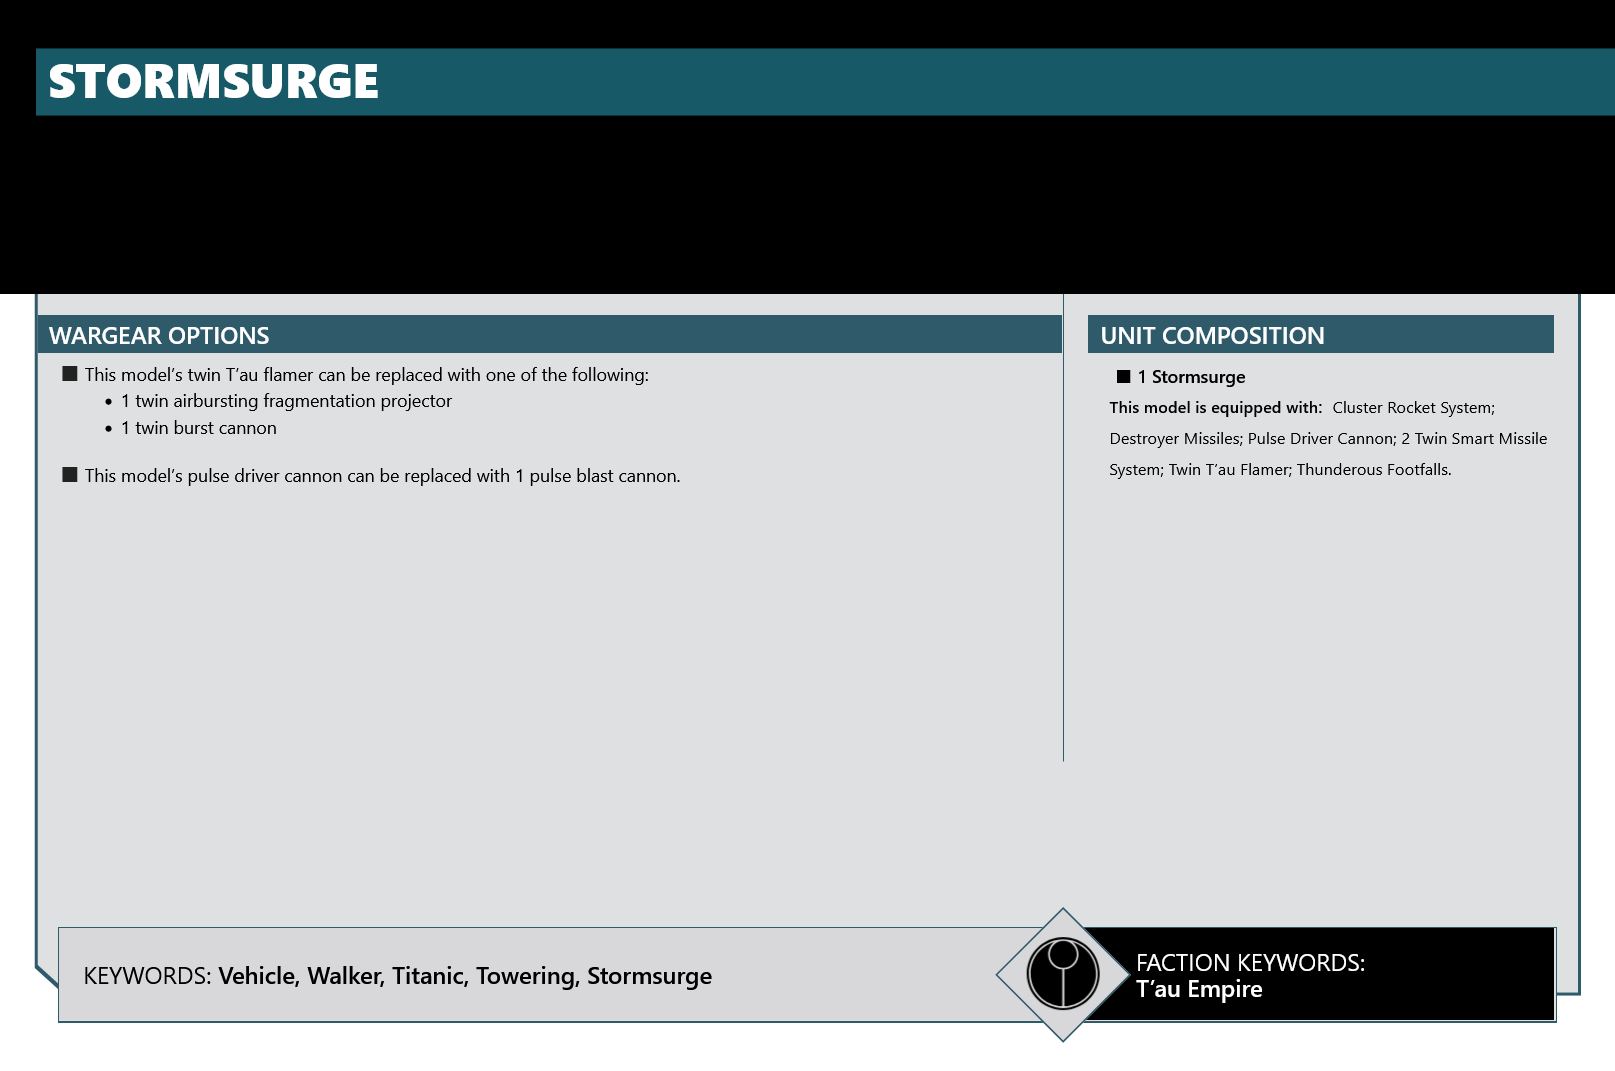 STORMSURGE
WARGEAR OPTIONS
■ This model’s twin T’au flamer can be replaced with one of the following:
• 1 twin airbursting fragmentation projector
• 1 twin burst cannon
■ This model’s pulse driver cannon can be replaced with 1 pulse blast cannon.
UNIT COMPOSITION
■ 1 Stormsurge
This model is equipped with: Cluster Rocket System;
Destroyer Missiles; Pulse Driver Cannon; 2 Twin Smart Missile
System; Twin T’au Flamer; Thunderous Footfalls.
KEYWORDS: Vehicle, Walker, Titanic, Towering, Stormsurge
FACTION KEYWORDS:
T’au Empire